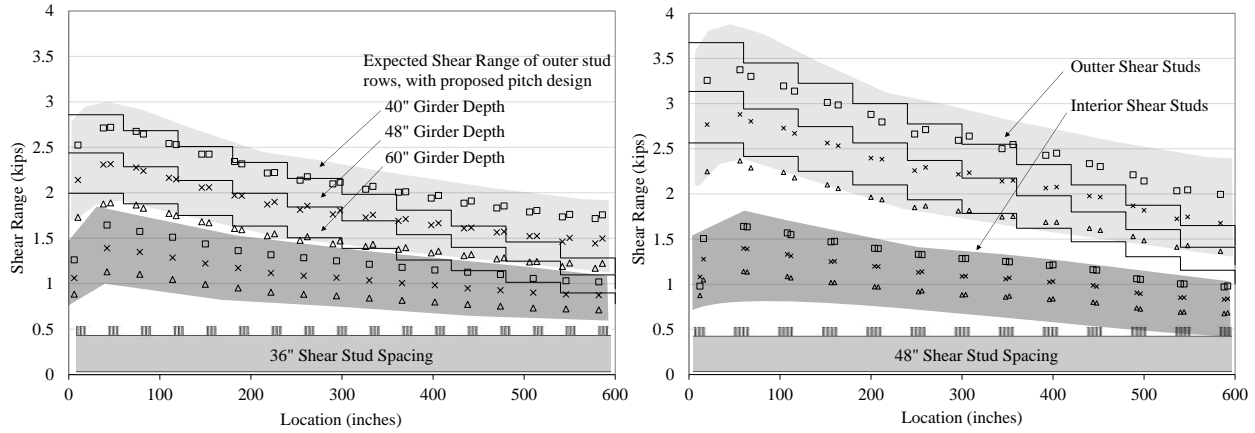 4
3.5
3
2.5
2
1.5
1
0.5
0
Shear Range (kips)
Expected Shear Range of outer stud
rows, with proposed pitch design
40" Girder Depth
48" Girder Depth
60" Girder Depth
36" Shear Stud Spacing
0 100 200 300 400 500 600
Location (inches)
4
3.5
3
2.5
2
1.5
1
0.5
0
Shear Range (kips)
Outter Shear Studs
Interior Shear Studs
48" Shear Stud Spacing
0 100 200 300 400 500 600
Location (inches)